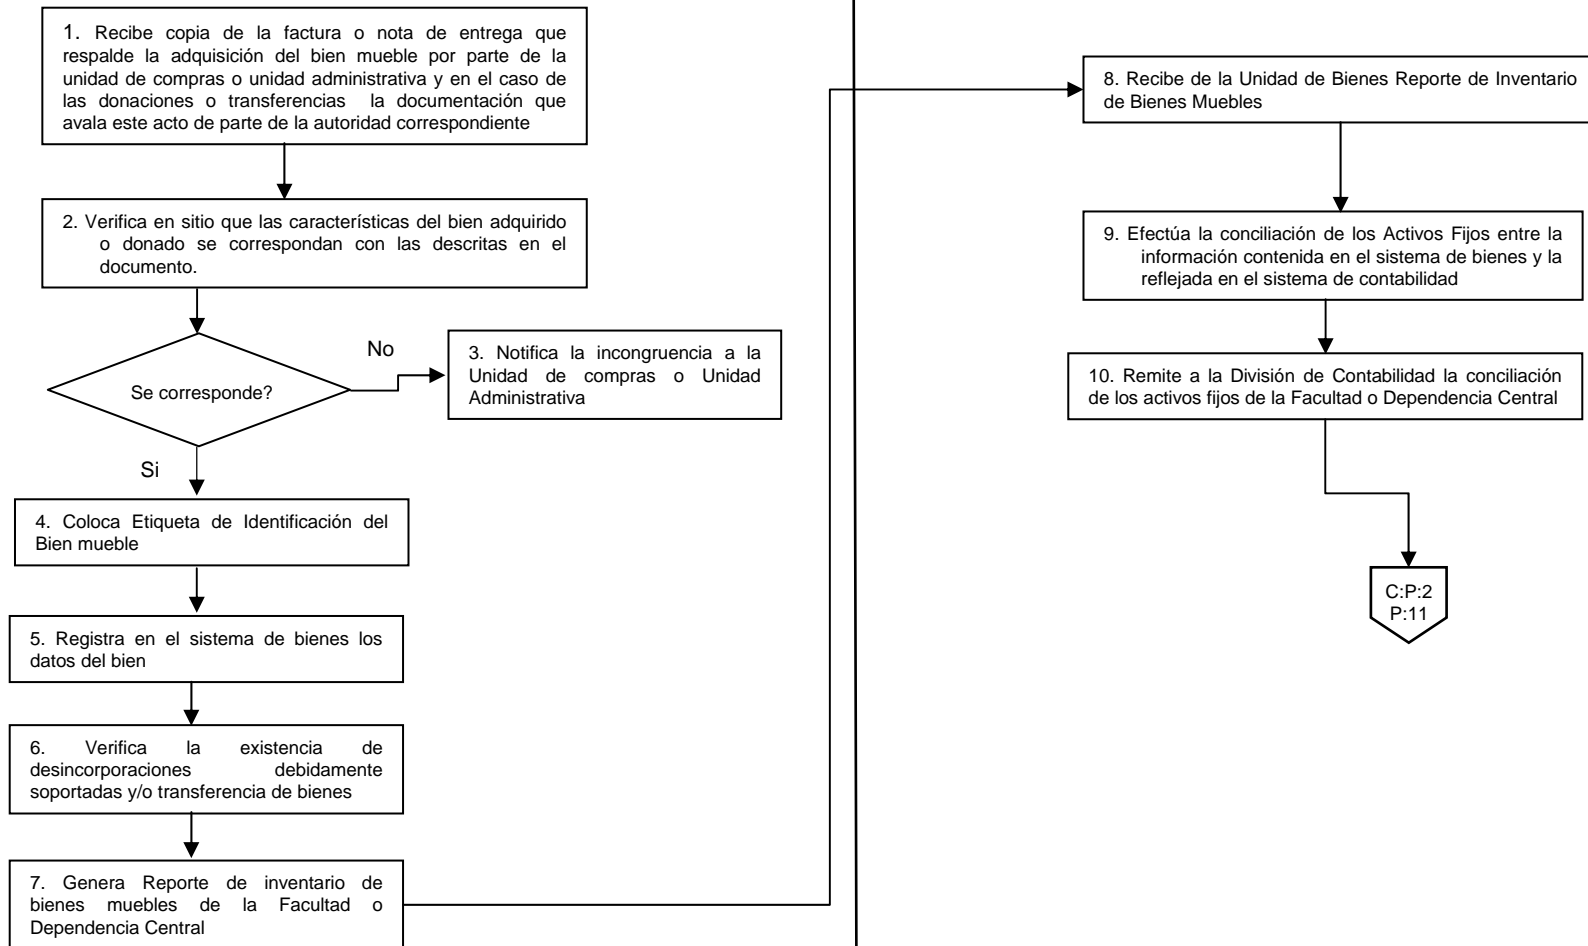 1. Recibe copia de la factura o nota de entrega que
respalde la adquisición del bien mueble por parte de la
unidad de compras o unidad administrativa y en el caso de
las donaciones o transferencias la documentación que
avala este acto de parte de la autoridad correspondiente
2. Verifica en sitio que las características del bien adquirido
o donado se correspondan con las descritas en el
documento.
Se corresponde?
No
3. Notifica la incongruencia a la
Unidad de compras o Unidad
Administrativa
Si
4. Coloca Etiqueta de Identificación del
Bien mueble
5. Registra en el sistema de bienes los
datos del bien
6. Verifica la existencia de
desincorporaciones debidamente
soportadas y/o transferencia de bienes
7. Genera Reporte de inventario de
bienes muebles de la Facultad o
Dependencia Central
8. Recibe de la Unidad de Bienes Reporte de Inventario
de Bienes Muebles
9. Efectúa la conciliación de los Activos Fijos entre la
información contenida en el sistema de bienes y la
reflejada en el sistema de contabilidad
10. Remite a la División de Contabilidad la conciliación
de los activos fijos de la Facultad o Dependencia Central
C:P:2
P:11